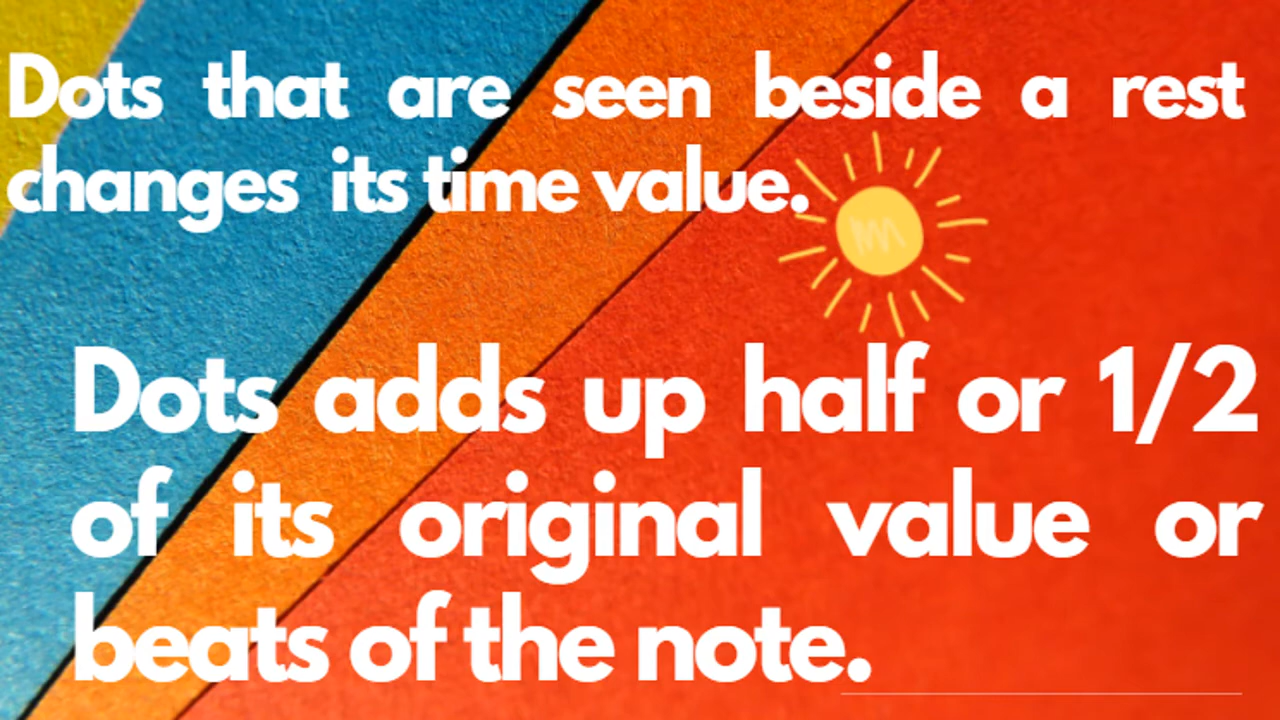 Dots that are seen beside a rest
changes its time value.
Dots adds up half or 1/2
of its original value or
beats of the note.